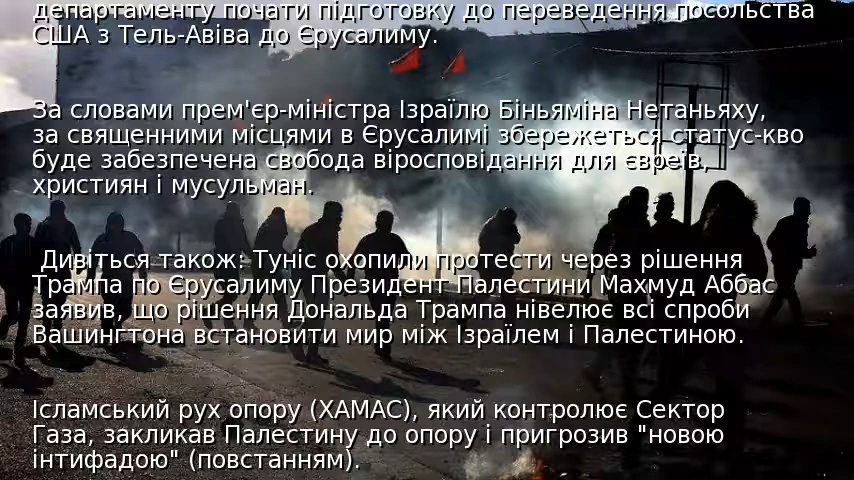 департаменту почати підготовку до переведення посольства
США з Тель-Авіва до Єрусалиму.
За словами прем'єр-міністра Ізраїлю Біньяміна Нетаньяху,
за священними місцями в Єрусалимі збережеться статус-кво
буде забезпечена свобода віросповідання для євреїв,
християн і мусульман.
Дивіться також: Туніс охопили протести через рішення
Трампа по Єрусалиму Президент Палестини Махмуд Аббас
заявив, що рішення Дональда Трампа нівелює всі спроби
Вашингтона встановити мир між Ізраїлем і Палестиною.
Ісламський рух опору (ХАМАС), який контролює Сектор
Газа, закликав Палестину до опору і пригрозив "новою
інтифадою" (повстанням).